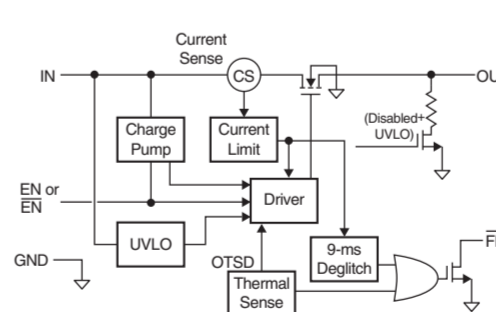 Current
Sense
IN
CS
OU
(Disabled+
UVLO)
Charge
Pump
Current
Limit
EN or
EN
Driver
UVLO
GND
OTSD
9-ms
Deglitch
Thermal
Sense